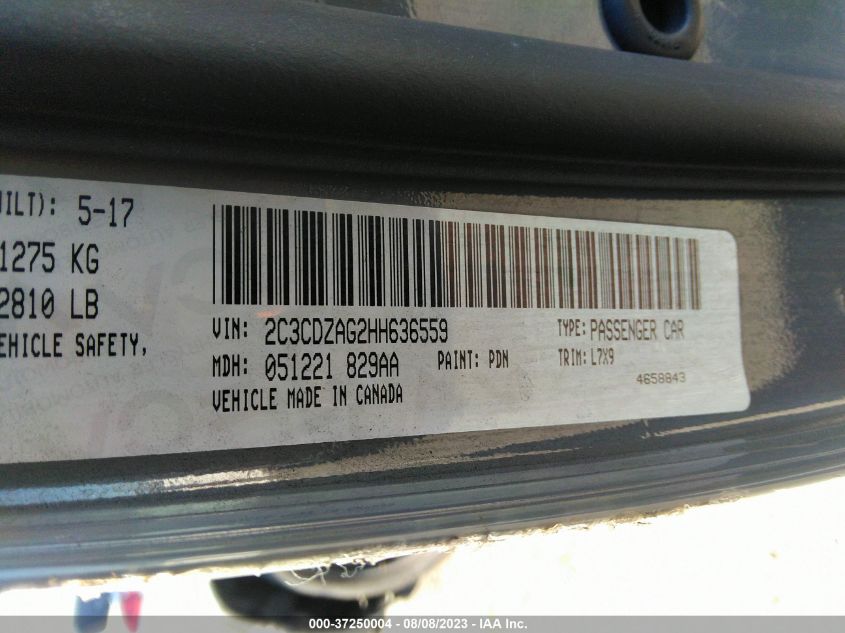 UILT): 5-17
1275 KG
2810 LB
EHICLE SAFETY,
VIN: 2C3CDZAG2HH636559 TYPE: PASSENGER CAR
MDH: 051221 829AA PAINT: PDN TRIM: L7X9
VEHICLE MADE IN CANADA 4658843
000-37250004 - 08/08/2023 - IAA Inc.